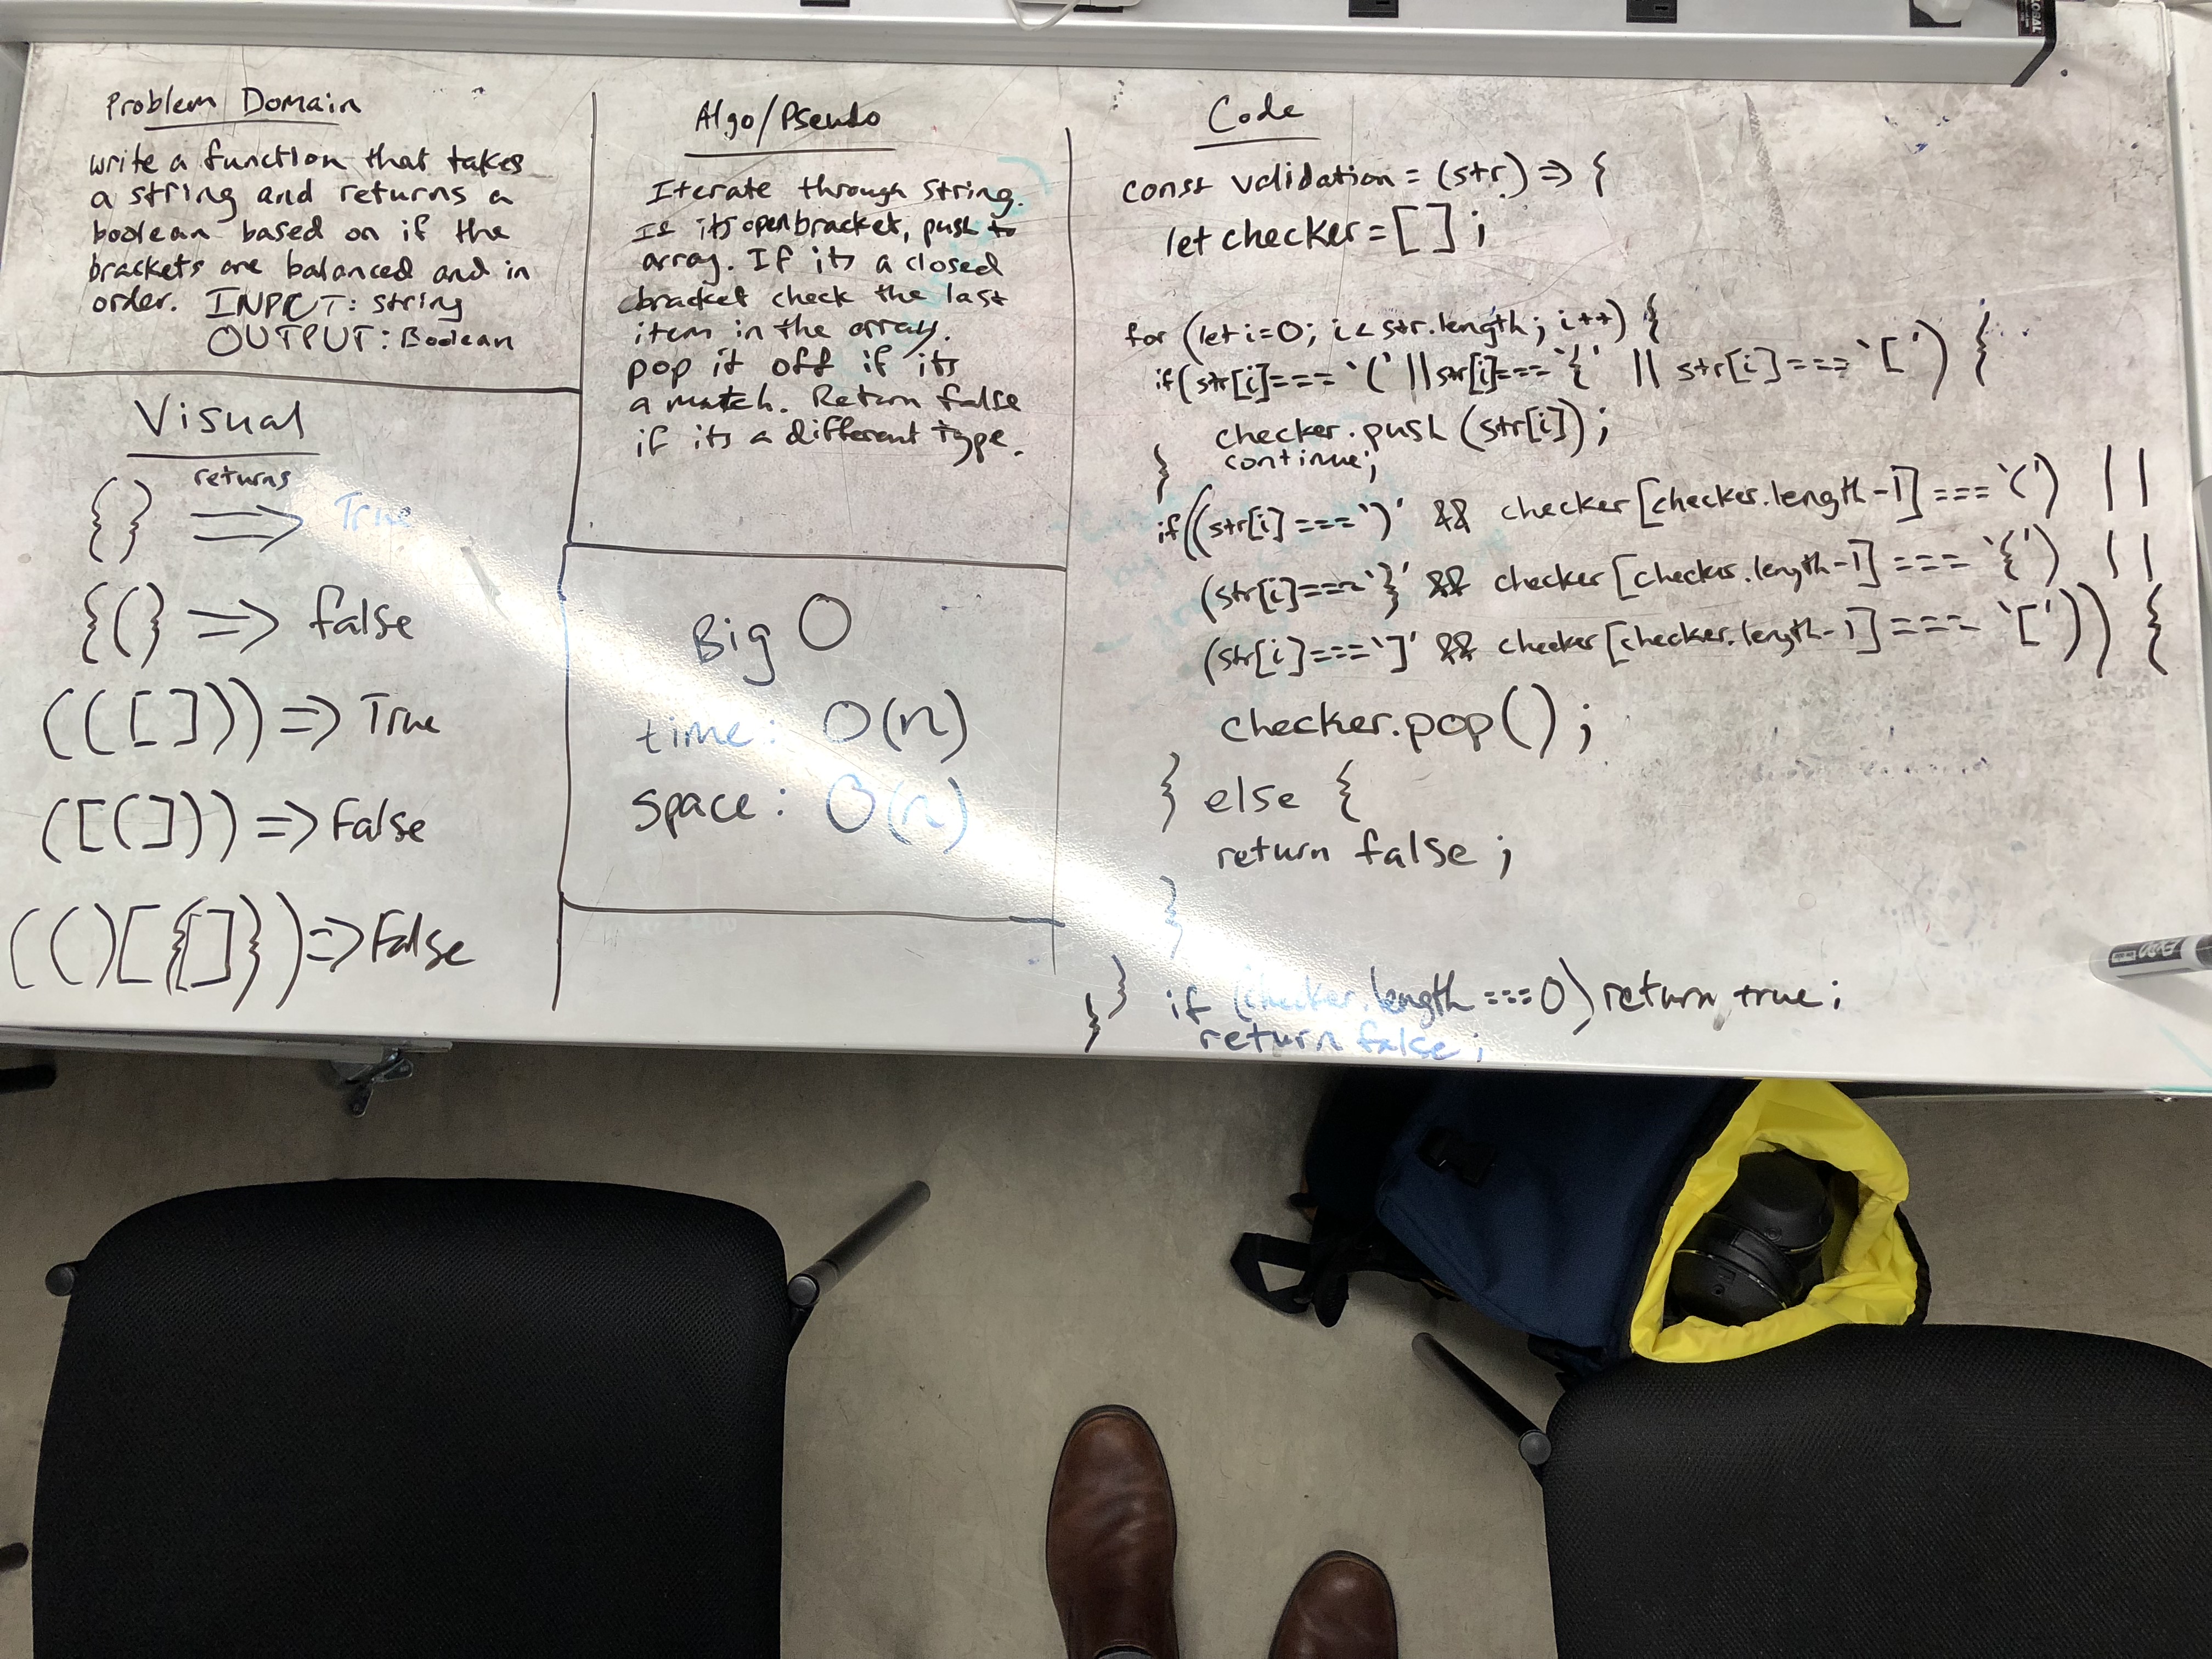 Problem Domain
write a function that takes
a string and returns a
boolean based on if the
brackets are balanced and in
order. INPUT: string
OUTPUT: Boolean
Visual
returns
{} => True
{(} => false
(([])) => True
([(])) => False
(()[{[]}) => False
Algo/Pseudo
Iterate through string.
If its open bracket, push to
array. If its a closed
bracket check the last
item in the array.
pop it off if its
a match. Return false
if its a different type.
Big O
time: O(n)
space: O(n)
Code
const validation = (str) => {
let checker = [];
for (let i=0; i < str.length; i++) {
if(str[i]==='(' || str[i]==='{' || str[i]==='[') {
checker.push(str[i]);
continue;
}
if((str[i]===')' && checker[checker.length-1]==='(') ||
(str[i]==='}' && checker[checker.length-1]==='{') ||
(str[i]===']' && checker[checker.length-1]==='[')) {
checker.pop();
} else {
return false;
}
} if (checker.length===0) return true;
} return false;
GLOBAL
EXPO